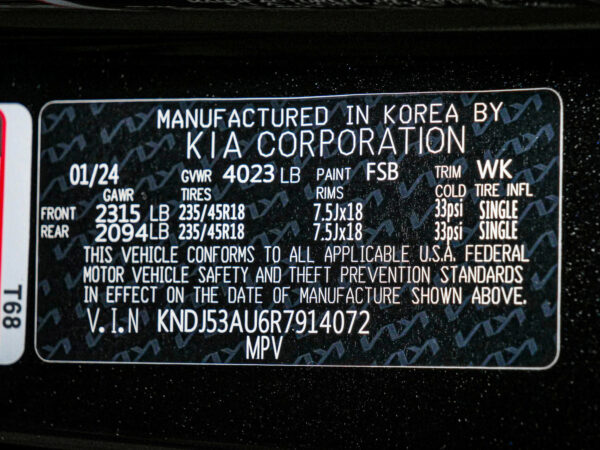 MANUFACTURED IN KOREA BY
KIA CORPORATION
01/24 GVWR 4023 LB PAINT FSB TRIM WK
GAWR TIRES RIMS COLD TIRE INFL
FRONT 2315 LB 235/45R18 7.5Jx18 33psi SINGLE
REAR 2094LB 235/45R18 7.5Jx18 33psi SINGLE
THIS VEHICLE CONFORMS TO ALL APPLICABLE U.S.A. FEDERAL
MOTOR VEHICLE SAFETY AND THEFT PREVENTION STANDARDS
IN EFFECT ON THE DATE OF MANUFACTURE SHOWN ABOVE.
V.I.N KNDJ53AU6R7914072
MPV
T68